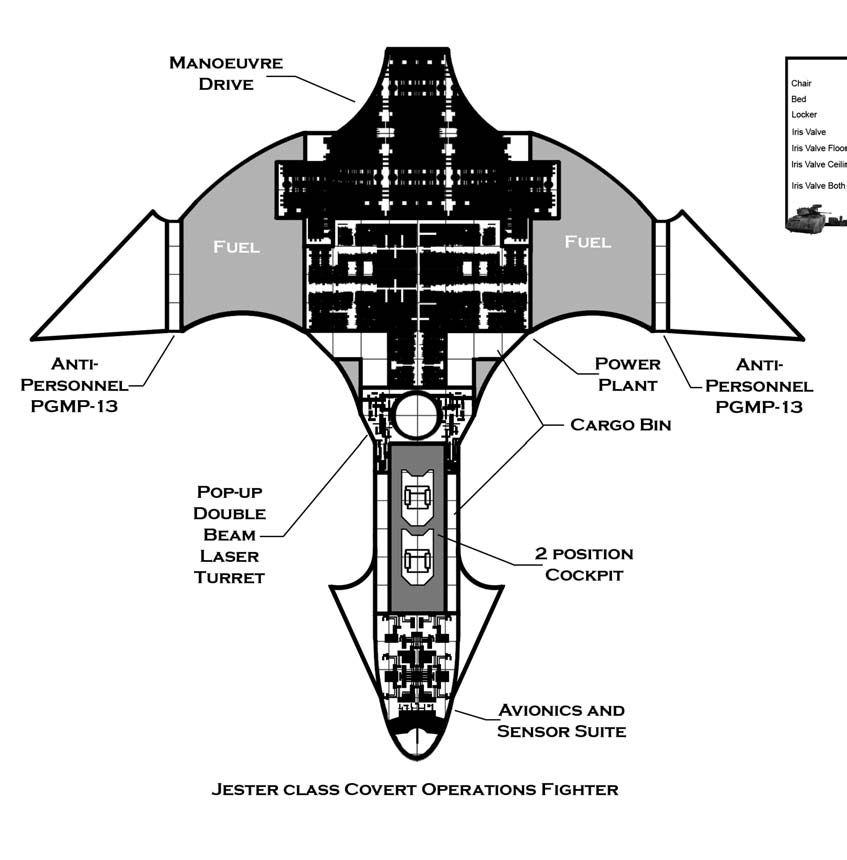 Manoeuvre
Drive
Chair
Bed
Locker
Iris Valve
Iris Valve Floor
Iris Valve
Iris Valve Both
Fuel
Fuel
Anti-
Personnel
PGMP-13
Power
Plant
Anti-
Personnel
PGMP-13
Cargo Bin
Pop-up
Double
Beam
Laser
Turret
2 position
Cockpit
Avionics and
Sensor Suite
Jester class Covert Operations Fighter